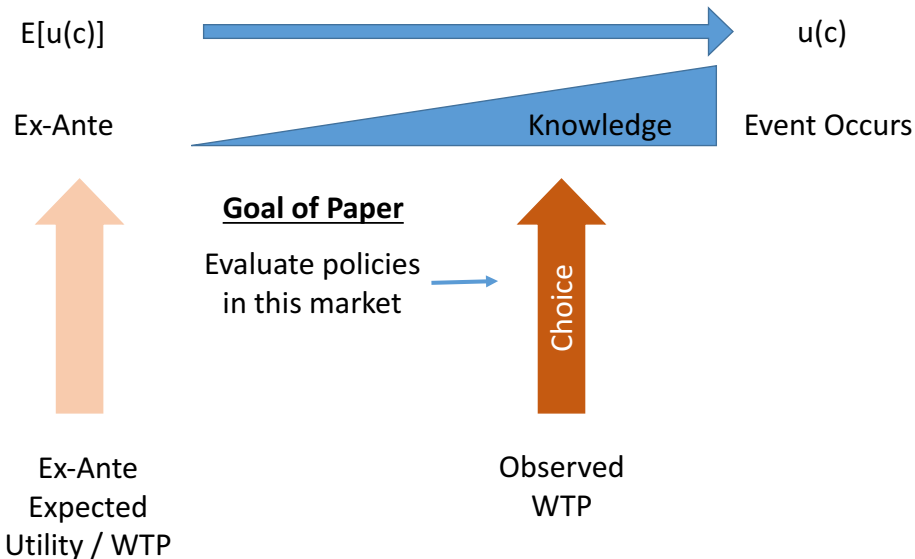 E[u(c)]
u(c)
Ex-Ante
Knowledge
Event Occurs
Goal of Paper
Evaluate policies
in this market
Choice
Ex-Ante
Expected
Utility / WTP
Observed
WTP